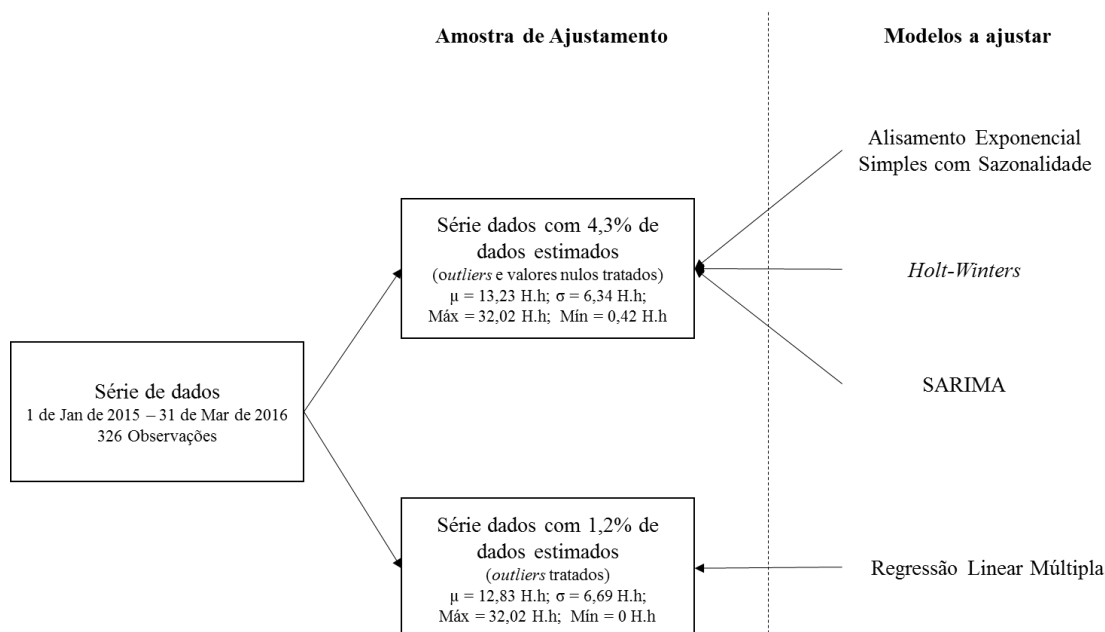 Amostra de Ajustamento
Modelos a ajustar
Alisamento Exponencial
Simples com Sazonalidade
Série dados com 4,3% de
dados estimados
(outliers e valores nulos tratados)
μ = 13,23 H.h; σ = 6,34 H.h;
Máx = 32,02 H.h; Mín = 0,42 H.h
Holt-Winters
SARIMA
Série de dados
1 de Jan de 2015 – 31 de Mar de 2016
326 Observações
Série dados com 1,2% de
dados estimados
(outliers tratados)
μ = 12,83 H.h; σ = 6,69 H.h;
Máx = 32,02 H.h; Mín = 0 H.h
Regressão Linear Múltipla